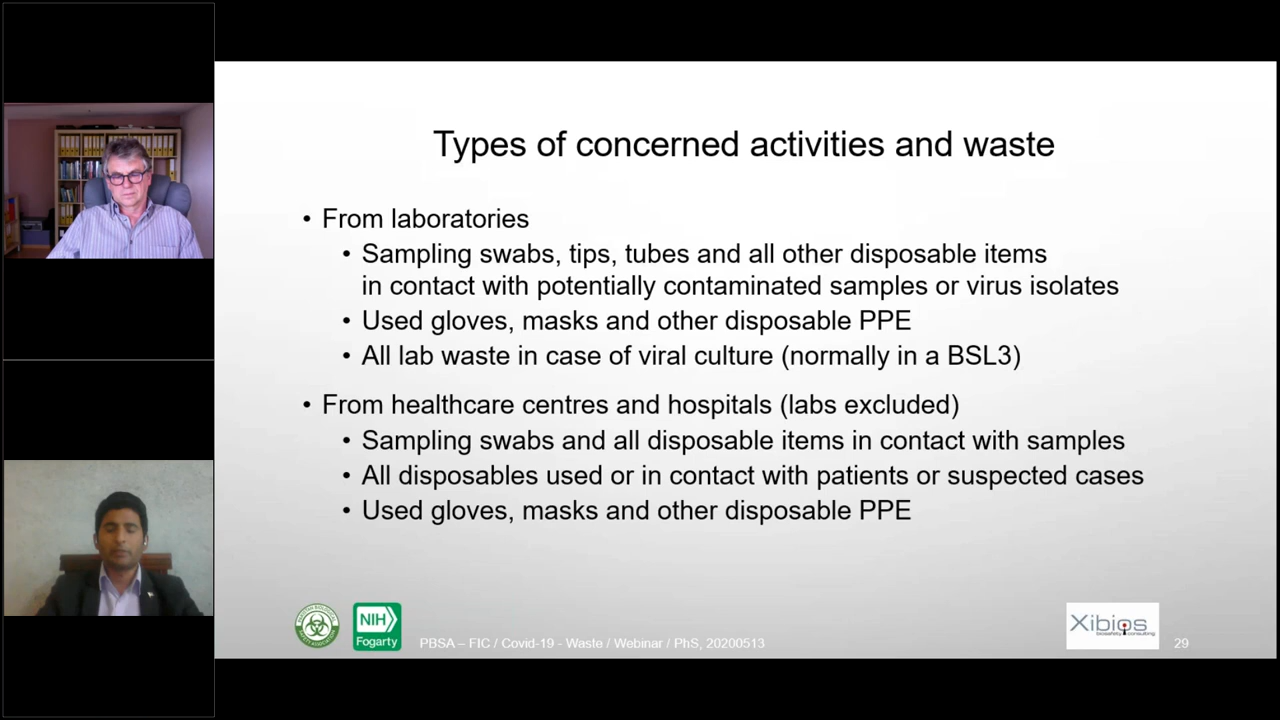 Types of concerned activities and waste
• From laboratories
• Sampling swabs, tips, tubes and all other disposable items
in contact with potentially contaminated samples or virus isolates
• Used gloves, masks and other disposable PPE
• All lab waste in case of viral culture (normally in a BSL3)
• From healthcare centres and hospitals (labs excluded)
• Sampling swabs and all disposable items in contact with samples
• All disposables used or in contact with patients or suspected cases
• Used gloves, masks and other disposable PPE
NIH
Fogarty
PBSA – FIC / Covid-19 - Waste / Webinar / PhS, 20200513
Xibios
biosafety consulting
29